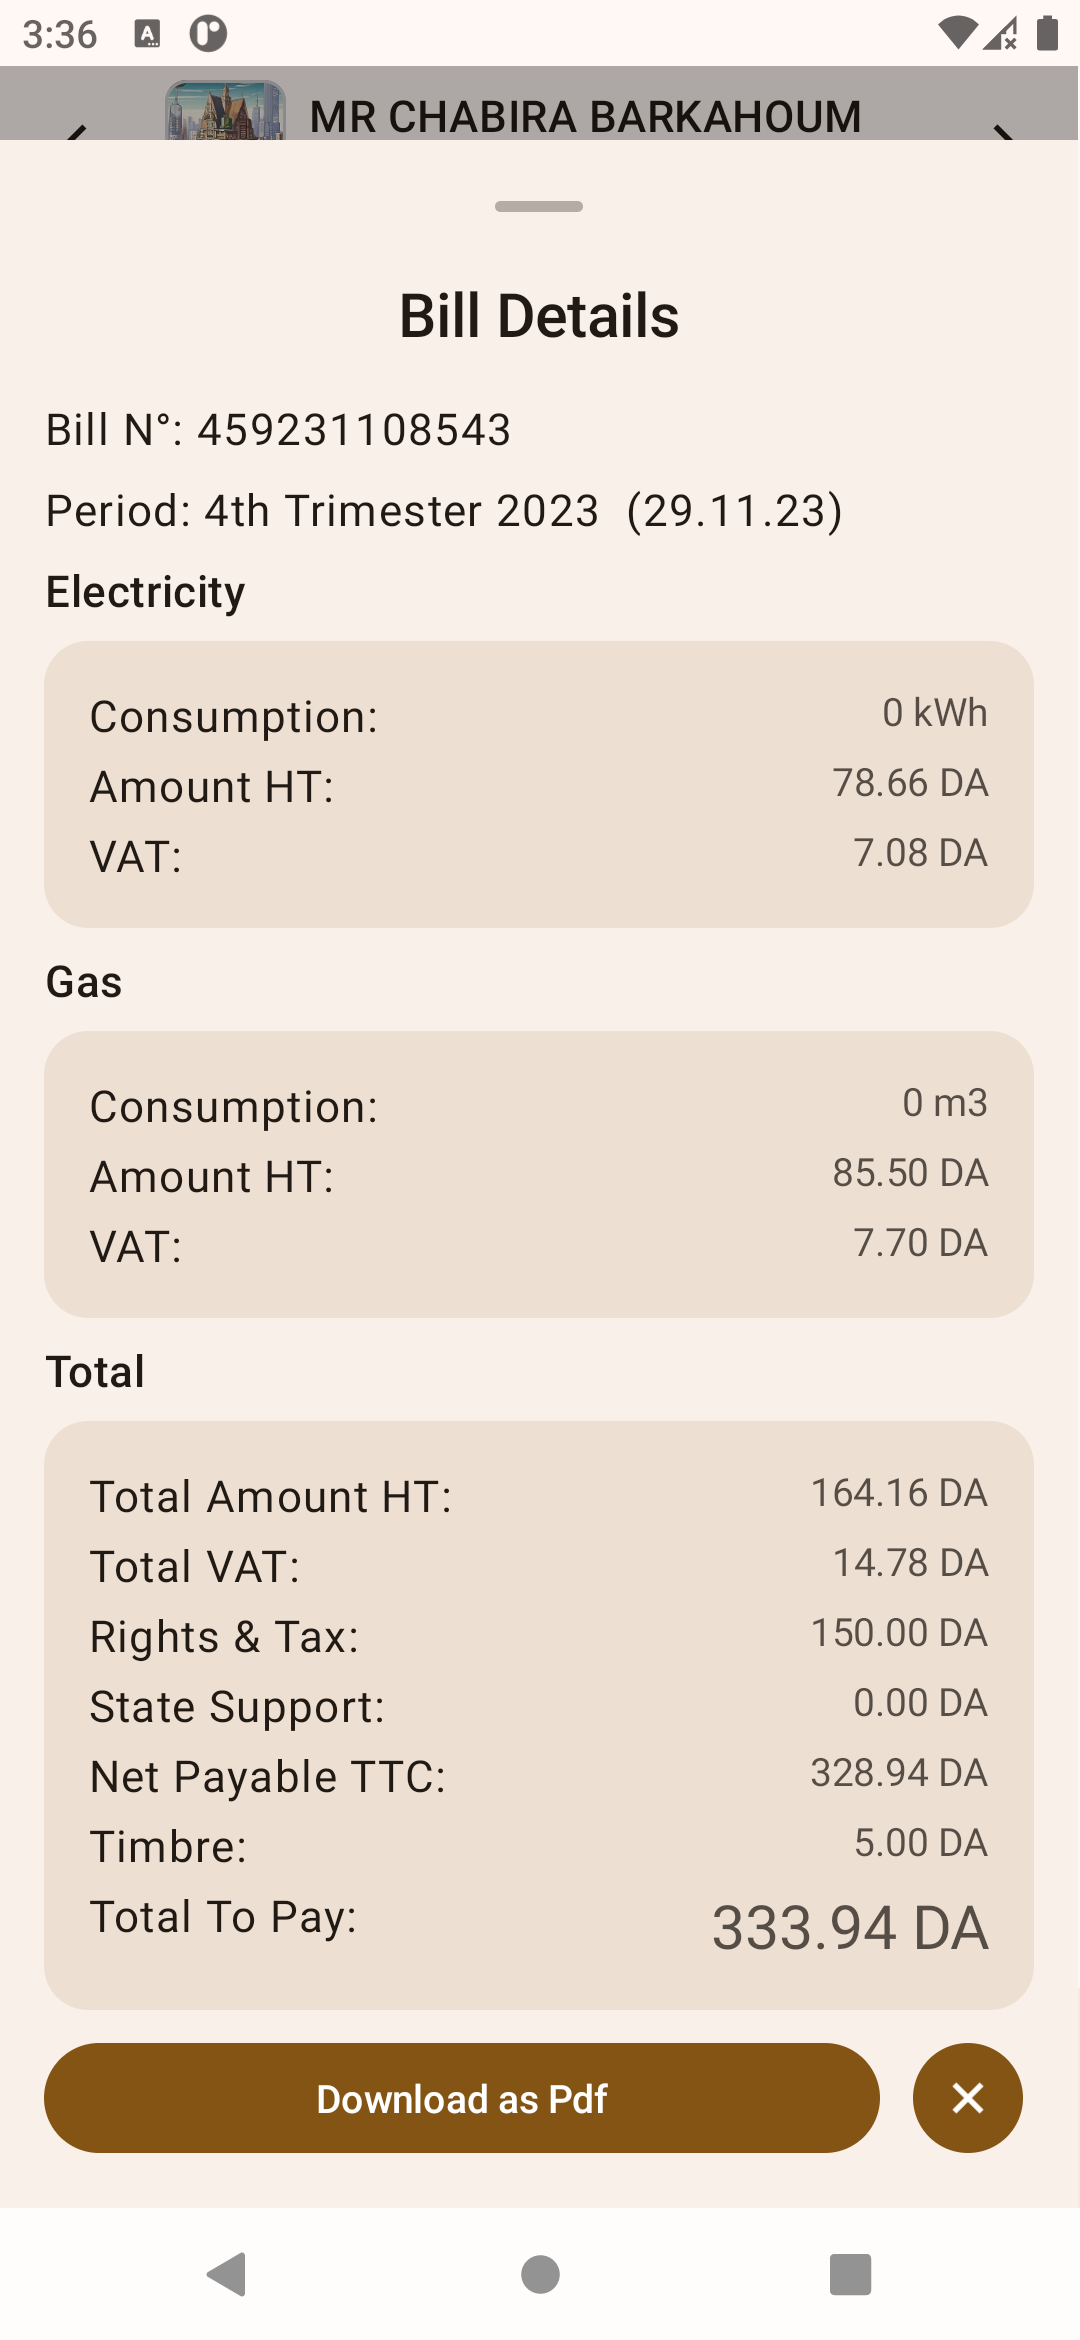 3:36
MR CHABIRA BARKAHOUM
Bill Details
Bill N°: 459231108543
Period: 4th Trimester 2023 (29.11.23)
Electricity
Consumption: 0 kWh
Amount HT: 78.66 DA
VAT: 7.08 DA
Gas
Consumption: 0 m3
Amount HT: 85.50 DA
VAT: 7.70 DA
Total
Total Amount HT: 164.16 DA
Total VAT: 14.78 DA
Rights & Tax: 150.00 DA
State Support: 0.00 DA
Net Payable TTC: 328.94 DA
Timbre: 5.00 DA
Total To Pay: 333.94 DA
Download as Pdf